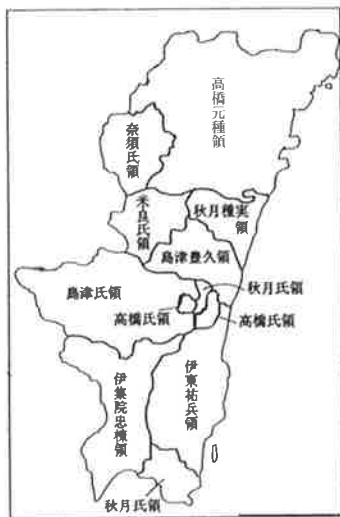 高橋元種領
奈須氏領
米良氏領
秋月種実領
島津豊久領
島津氏領
秋月氏領
高橋氏領
高橋氏領
伊東祐兵領
伊集院忠棟領
秋月氏領